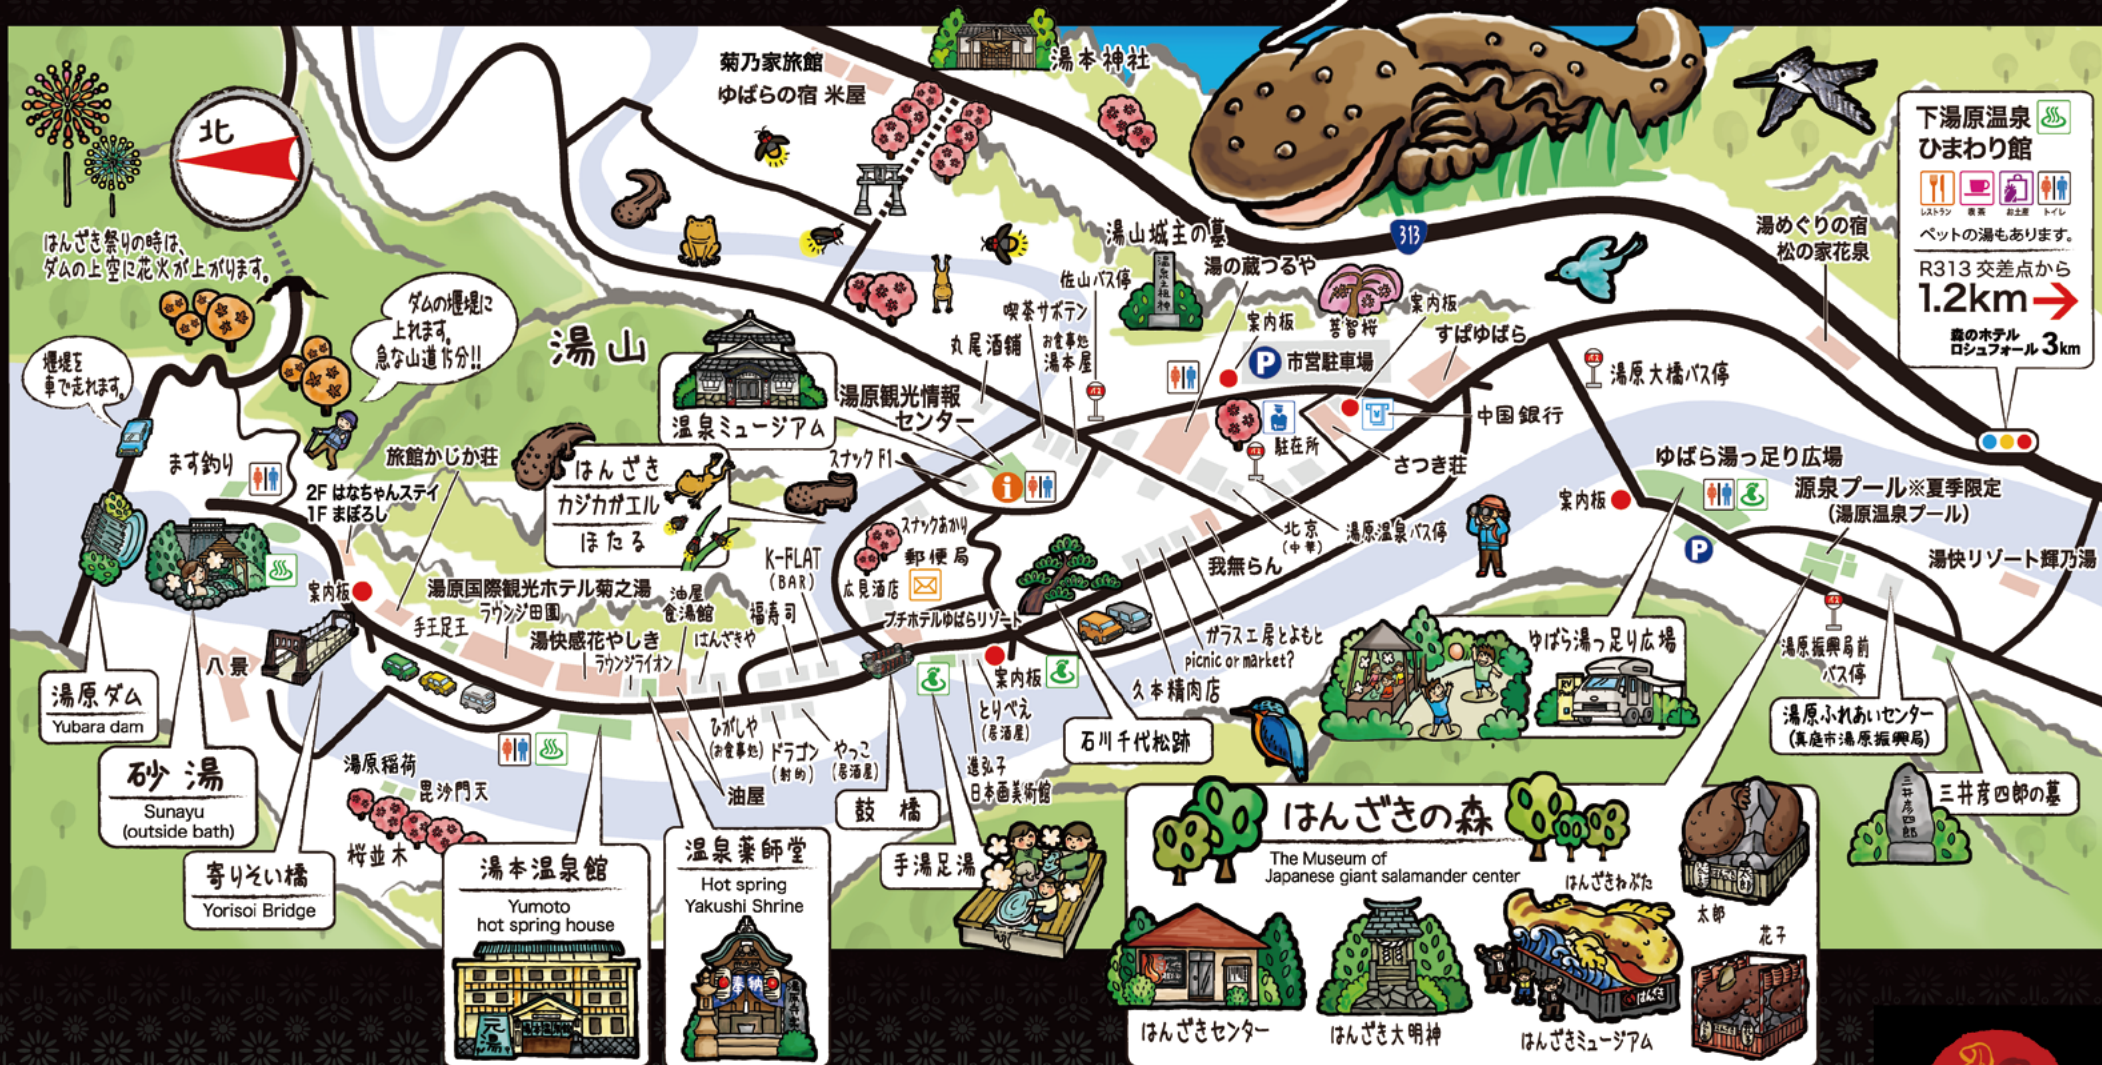 北
はんざき祭りの時は、
ダムの上空に花火が上がります。
堰堤を
車で走れます。
ダムの堰堤に
上れます。
急な山道15分!!
湯山
菊乃家旅館
ゆばらの宿 米屋
湯本神社
313
湯めぐりの宿
松の家花泉
下湯原温泉
ひまわり館
レストラン
喫茶
お土産
トイレ
ペットの湯もあります。
R313 交差点から
1.2km
森のホテル
ロシュフォール 3km
湯山城主の墓
温泉之祖神
湯の蔵つるや
佐山バス停
喫茶サボテン
丸尾酒舗
お食事処
湯本屋
案内板
菩智桜
案内板
すぱゆばら
P
市営駐車場
湯原大橋バス停
中国銀行
駐在所
さつき荘
北京
(中華)
湯原温泉バス停
我無らん
ガラス工房とよもと
picnic or market?
久本精肉店
温泉ミュージアム
湯原観光情報
センター
i
スナックF1
はんざき
カジカガエル
ほたる
スナックあかり
郵便局
広見酒店
プチホテルゆばらリゾート
K-FLAT
(BAR)
福寿司
ます釣り
旅館かじか荘
2F はなちゃんステイ
1F まぼろし
案内板
手王足王
湯原国際観光ホテル菊之湯
ラウンジ田園
湯快感花やしき
ラウンジライオン
油屋
食湯館
はんざきや
八景
湯原ダム
Yubara dam
砂湯
Sunayu
(outside bath)
寄りそい橋
Yorisoi Bridge
湯原稲荷
毘沙門天
桜並木
湯本温泉館
Yumoto
hot spring house
元湯
温泉薬師堂
Hot spring
Yakushi Shrine
奉納
油屋
ひがしや
(お食事処)
ドラゴン
(射的)
やっこ
(居酒屋)
鼓橋
手湯足湯
とりべえ
(居酒屋)
進弘子
日本画美術館
案内板
石川千代松跡
案内板
ゆばら湯っ足り広場
P
源泉プール※夏季限定
(湯原温泉プール)
湯快リゾート輝乃湯
ゆばら湯っ足り広場
湯原振興局前
バス停
湯原ふれあいセンター
(真庭市湯原振興局)
三井彦四郎の墓
三井彦四郎
はんざきの森
The Museum of
Japanese giant salamander center
はんざきセンター
はんざき大明神
はんざきねぶた
はんざき
はんざきミュージアム
太郎
花子